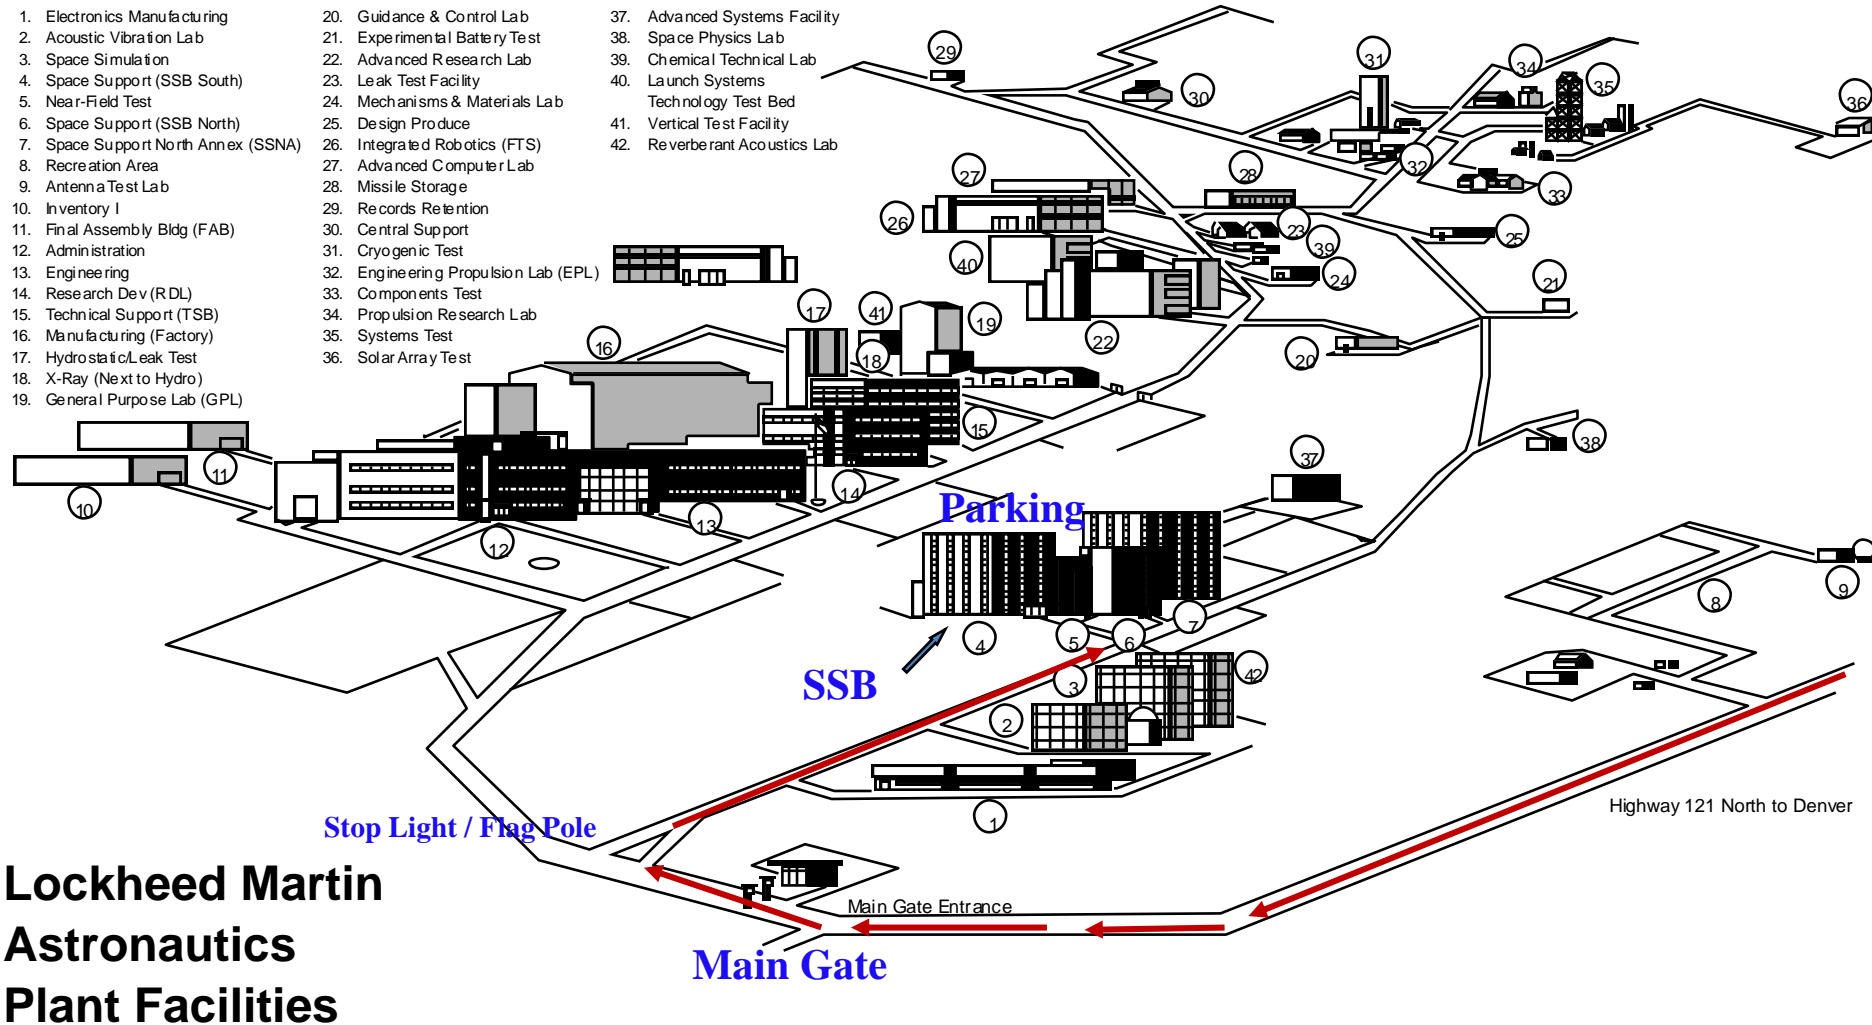 1. Electronics Manufacturing
2. Acoustic Vibration Lab
3. Space Simulation
4. Space Support (SSB South)
5. Near-Field Test
6. Space Support (SSB North)
7. Space Support North Annex (SSNA)
8. Recreation Area
9. Antenna Test Lab
10. Inventory I
11. Final Assembly Bldg (FAB)
12. Administration
13. Engineering
14. Research Dev (RDL)
15. Technical Support (TSB)
16. Manufacturing (Factory)
17. Hydrostatic/Leak Test
18. X-Ray (Next to Hydro)
19. General Purpose Lab (GPL)
20. Guidance & Control Lab
21. Experimental Battery Test
22. Advanced Research Lab
23. Leak Test Facility
24. Mechanisms & Materials Lab
25. Design Produce
26. Integrated Robotics (FTS)
27. Advanced Computer Lab
28. Missile Storage
29. Records Retention
30. Central Support
31. Cryogenic Test
32. Engineering Propulsion Lab (EPL)
33. Components Test
34. Propulsion Research Lab
35. Systems Test
36. Solar Array Test
37. Advanced Systems Facility
38. Space Physics Lab
39. Chemical Technical Lab
40. Launch Systems
Technology Test Bed
41. Vertical Test Facility
42. Reverberant Acoustics Lab
29
31
34
35
30
36
32
27
28
33
26
23
25
39
40
24
21
17
41
19
22
20
16
18
15
38
11
37
14
10
Parking
13
12
9
8
7
4
5
6
SSB
3
42
2
Highway 121 North to Denver
1
Stop Light / Flag Pole
Main Gate Entrance
Main Gate
Lockheed Martin
Astronautics
Plant Facilities